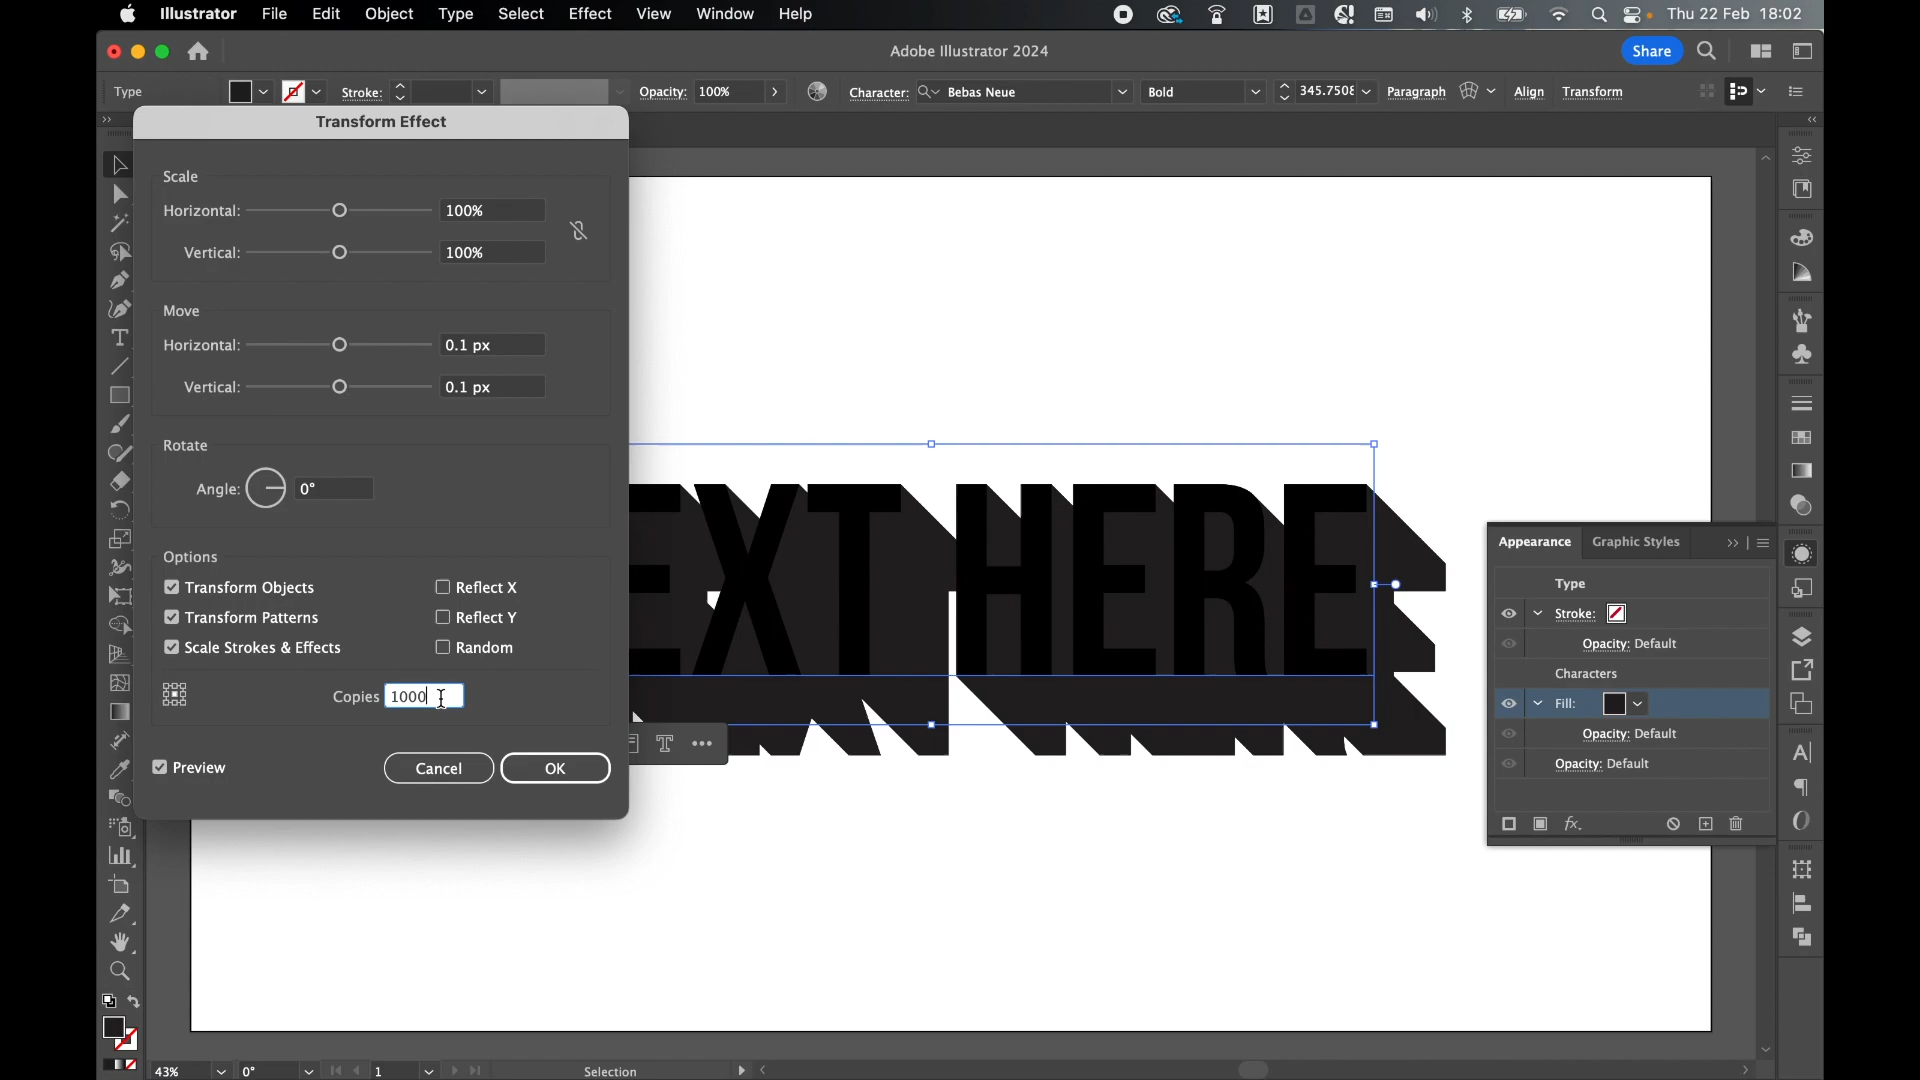 Illustrator File Edit Object Type Select Effect View Window Help Thu 22 Feb 18:02
Adobe Illustrator 2024 Share
Type Stroke: Opacity: 100% Character: Bebas Neue Bold 345.7508 Paragraph Align Transform
Transform Effect
Scale
Horizontal: 100%
Vertical: 100%
Move
Horizontal: 0.1 px
Vertical: 0.1 px
Rotate
Angle: 0°
Options
Transform Objects Reflect X
Transform Patterns Reflect Y
Scale Strokes & Effects Random
Copies 1000
Preview Cancel OK
EXT HERE
Appearance Graphic Styles
Type
Stroke:
Opacity: Default
Characters
Fill:
Opacity: Default
Opacity: Default
fx
43% 0° 1 Selection